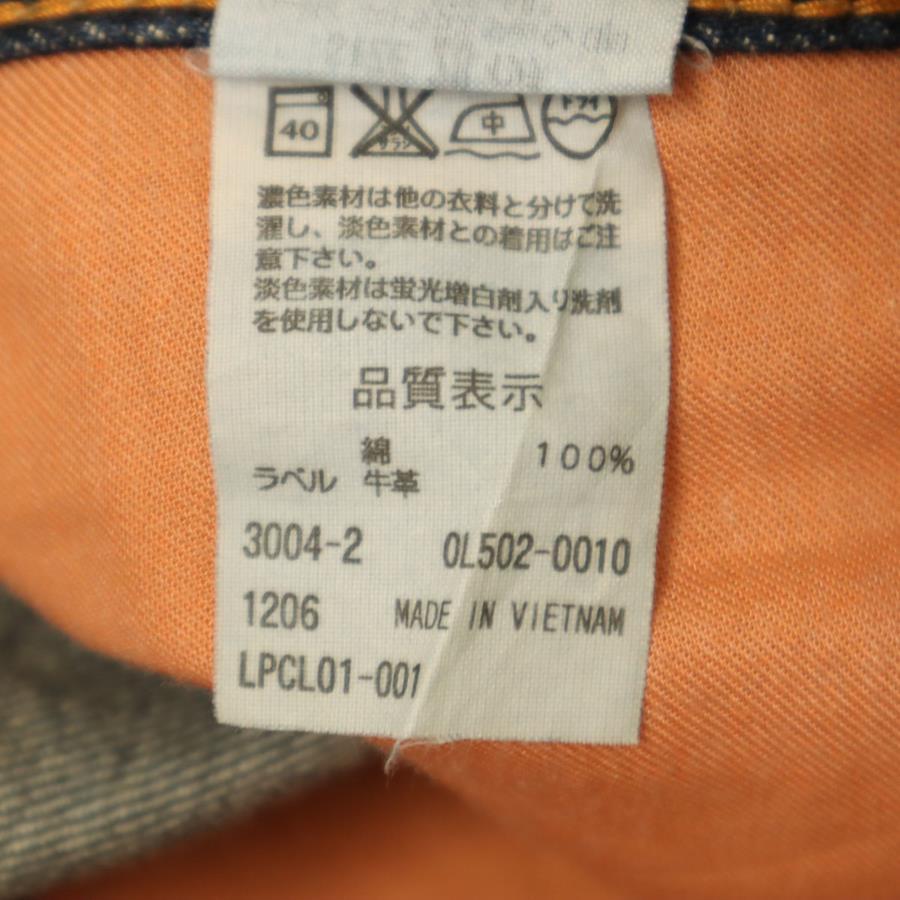 40
中
ドライ
濃色素材は他の衣料と分けて洗
濯し、淡色素材との着用はご注
意下さい。
淡色素材は蛍光増白剤入り洗剤
を使用しないで下さい。
品質表示
綿 100%
ラベル 牛革
3004-2 0L502-0010
1206 MADE IN VIETNAM
LPCL01-001